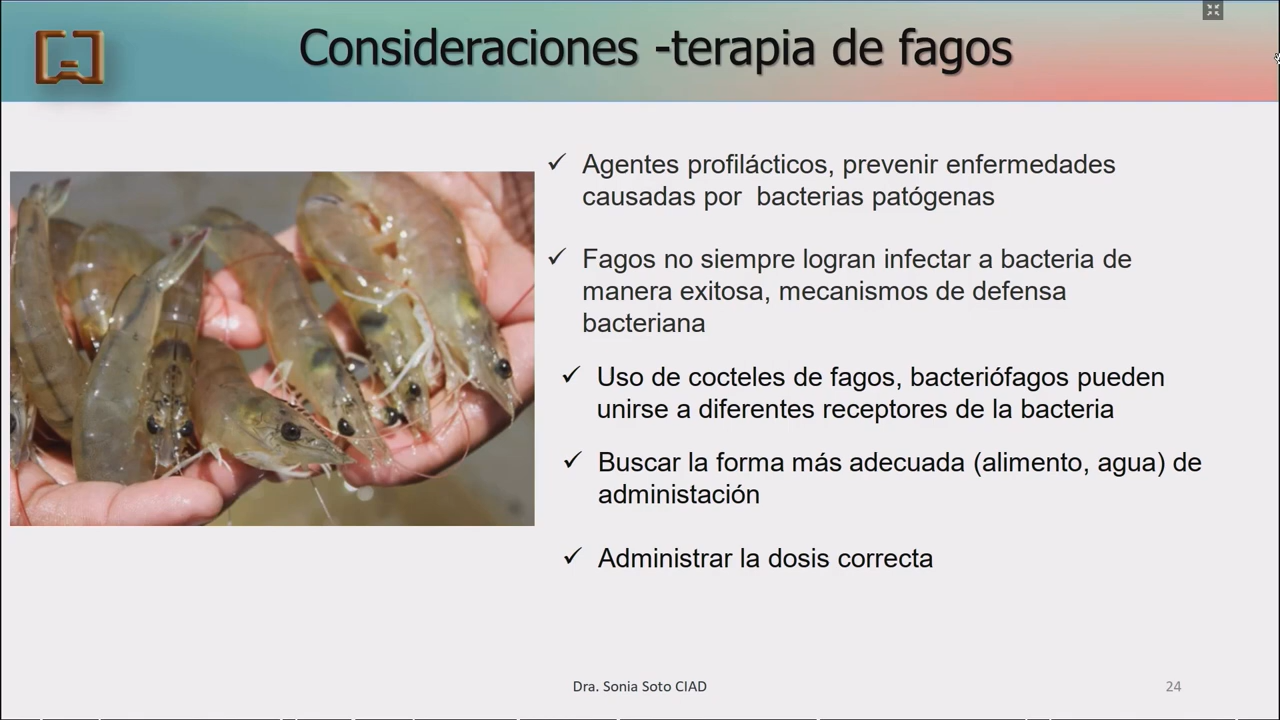 Consideraciones -terapia de fagos
✓ Agentes profilácticos, prevenir enfermedades
causadas por bacterias patógenas
✓ Fagos no siempre logran infectar a bacteria de
manera exitosa, mecanismos de defensa
bacteriana
✓ Uso de cocteles de fagos, bacteriófagos pueden
unirse a diferentes receptores de la bacteria
✓ Buscar la forma más adecuada (alimento, agua) de
administación
✓ Administrar la dosis correcta
Dra. Sonia Soto CIAD
24